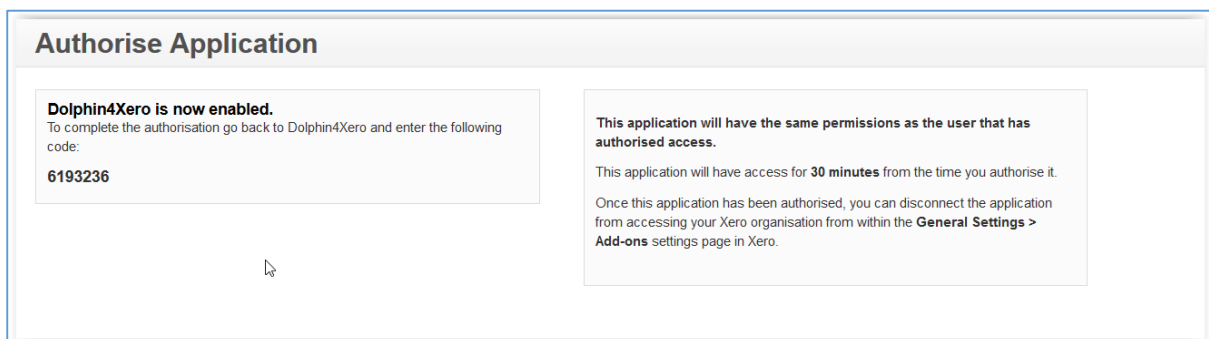 Authorise Application
Dolphin4Xero is now enabled.
To complete the authorisation go back to Dolphin4Xero and enter the following
code:
6193236
This application will have the same permissions as the user that has
authorised access.
This application will have access for 30 minutes from the time you authorise it.
Once this application has been authorised, you can disconnect the application
from accessing your Xero organisation from within the General Settings >
Add-ons settings page in Xero.